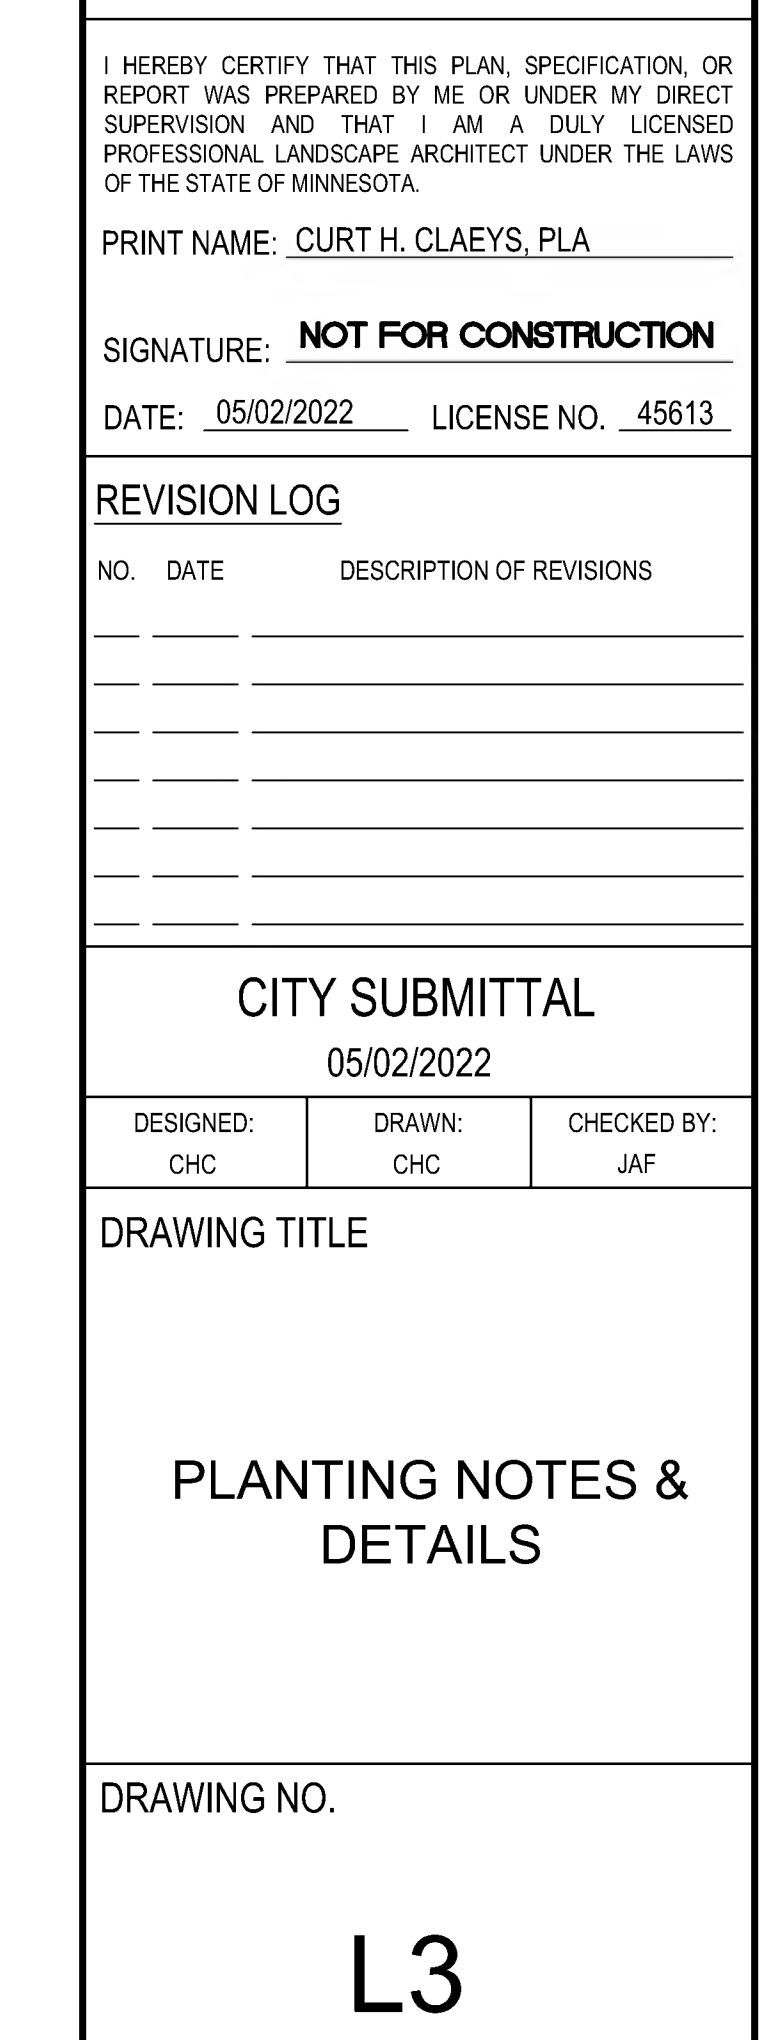 I HEREBY CERTIFY THAT THIS PLAN, SPECIFICATION, OR
REPORT WAS PREPARED BY ME OR UNDER MY DIRECT
SUPERVISION AND THAT I AM A DULY LICENSED
PROFESSIONAL LANDSCAPE ARCHITECT UNDER THE LAWS
OF THE STATE OF MINNESOTA.
PRINT NAME: CURT H. CLAEYS, PLA
SIGNATURE: NOT FOR CONSTRUCTION
DATE: 05/02/2022 LICENSE NO. 45613
REVISION LOG
NO. DATE DESCRIPTION OF REVISIONS
CITY SUBMITTAL
05/02/2022
DESIGNED: DRAWN: CHECKED BY:
CHC CHC JAF
DRAWING TITLE
PLANTING NOTES &
DETAILS
DRAWING NO.
L3